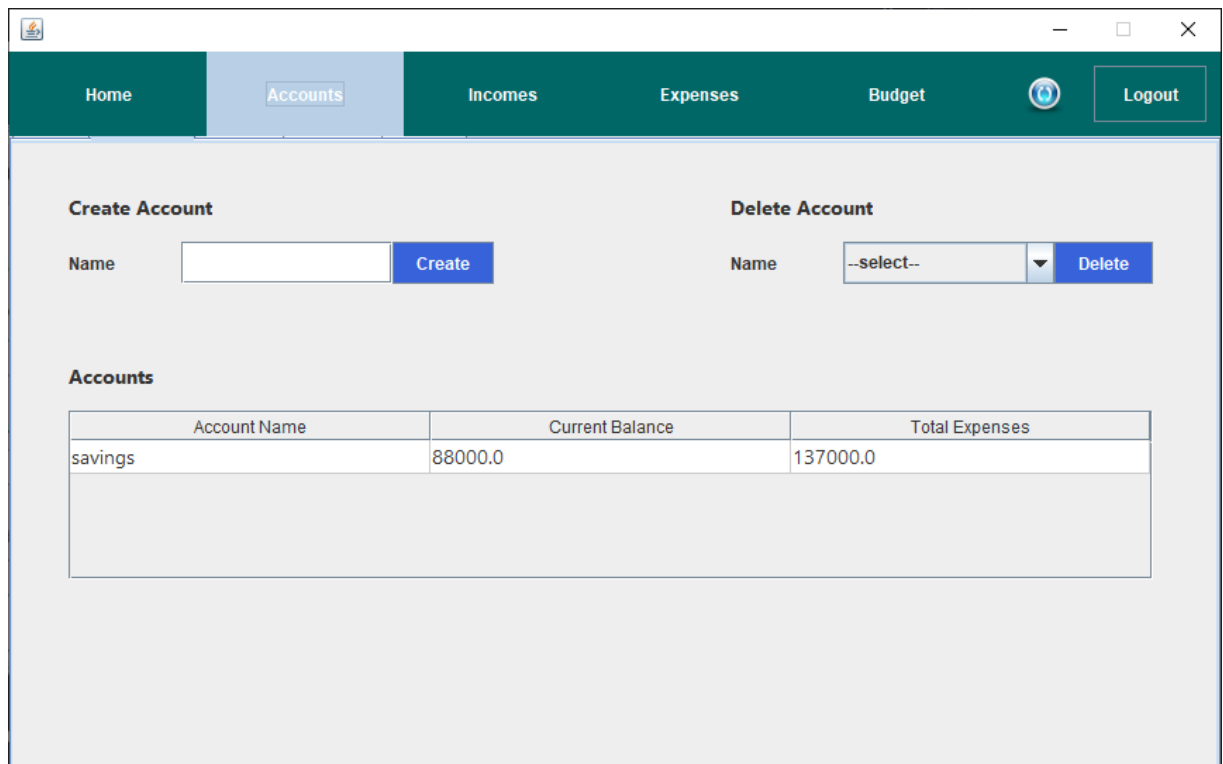 Home Accounts Incomes Expenses Budget Logout
Create Account Delete Account
Name Create Name --select-- Delete
Accounts
Account Name Current Balance Total Expenses
savings 88000.0 137000.0